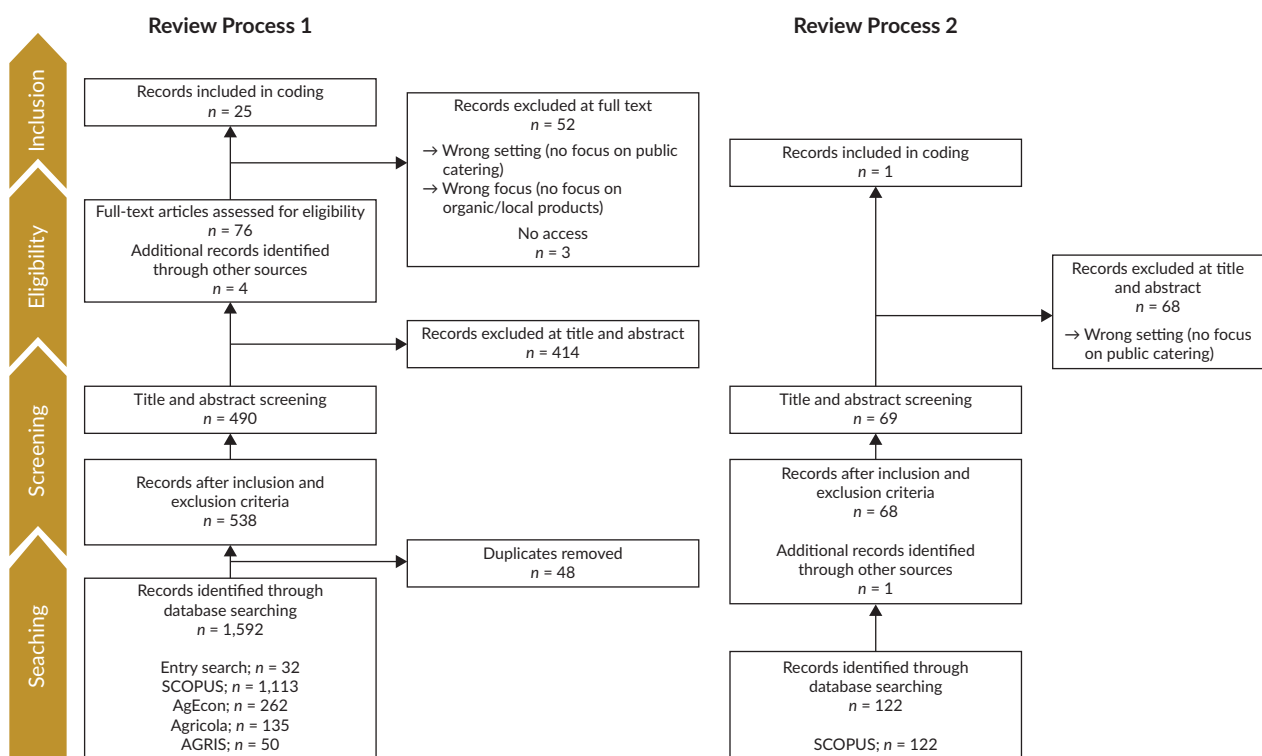 Review Process 1
Review Process 2
Inclusion
Eligibility
Screening
Seaching
Records included in coding
n = 25
Records excluded at full text
n = 52
→ Wrong setting (no focus on public
catering)
→ Wrong focus (no focus on
organic/local products)
No access
n = 3
Full-text articles assessed for eligibility
n = 76
Additional records identified
through other sources
n = 4
Records excluded at title and abstract
n = 414
Title and abstract screening
n = 490
Records after inclusion and
exclusion criteria
n = 538
Duplicates removed
n = 48
Records identified through
database searching
n = 1,592
Entry search; n = 32
SCOPUS; n = 1,113
AgEcon; n = 262
Agricola; n = 135
AGRIS; n = 50
Records included in coding
n = 1
Records excluded at title
and abstract
n = 68
→ Wrong setting (no focus
on public catering)
Title and abstract screening
n = 69
Records after inclusion and
exclusion criteria
n = 68
Additional records identified
through other sources
n = 1
Records identified through
database searching
n = 122
SCOPUS; n = 122